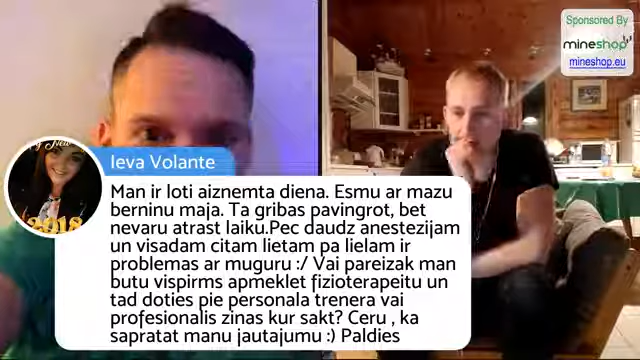 Sponsored By
mineshop
mineshop.eu
Ieva Volante
Man ir loti aiznemta diena. Esmu ar mazu
berninu maja. Ta gribas pavingrot, bet
nevaru atrast laiku.Pec daudz anestezijam
un visadam citam lietam pa lielam ir
problemas ar muguru :/ Vai pareizak man
butu vispirms apmeklet fizioterapeitu un
tad doties pie personala trenera vai
profesionalis zinas kur sakt? Ceru , ka
sapratat manu jautajumu :) Paldies
2018